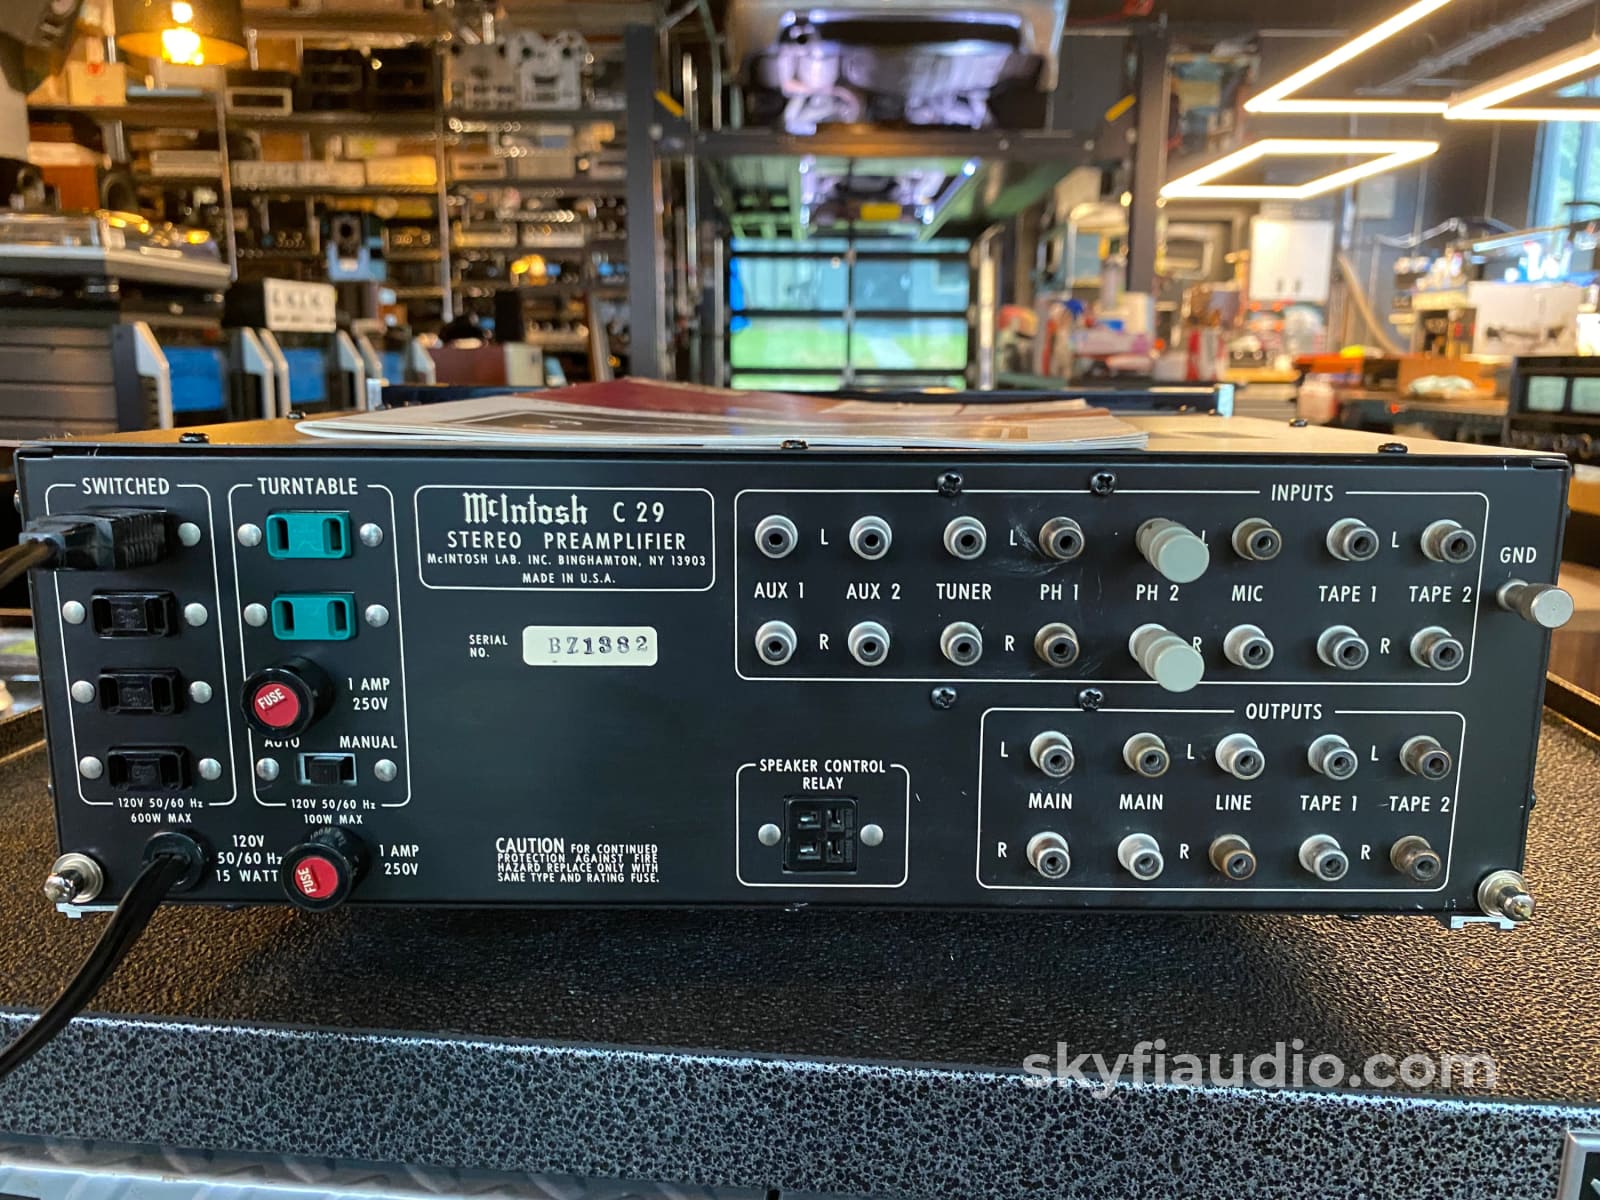 SWITCHED
120V 50/60 Hz
600W MAX
TURNTABLE
FUSE
1 AMP
250V
AUTO MANUAL
120V 50/60 Hz
100W MAX
McIntosh C 29
STEREO PREAMPLIFIER
McINTOSH LAB. INC. BINGHAMTON, NY 13903
MADE IN U.S.A.
SERIAL
NO.
BZ1382
INPUTS
L L L L
AUX 1 AUX 2 TUNER PH 1 PH 2 MIC TAPE 1 TAPE 2
R R R R
GND
OUTPUTS
L L L
MAIN MAIN LINE TAPE 1 TAPE 2
R R R
SPEAKER CONTROL
RELAY
120V
50/60 Hz
15 WATT
FUSE
1 AMP
250V
CAUTION FOR CONTINUED
PROTECTION AGAINST FIRE
HAZARD REPLACE ONLY WITH
SAME TYPE AND RATING FUSE.
skyfiaudio.com